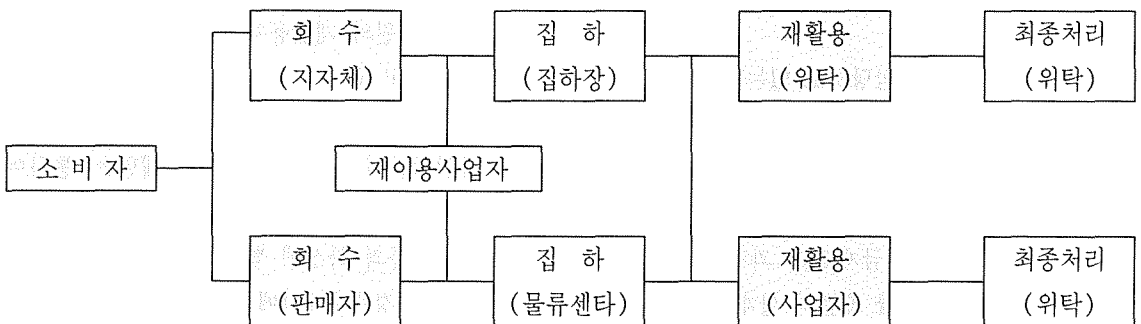 회 수
(지자체)
집 하
(집하장)
재활용
(위탁)
최종처리
(위탁)
소 비 자
재이용사업자
회 수
(판매자)
집 하
(물류센타)
재활용
(사업자)
최종처리
(위탁)